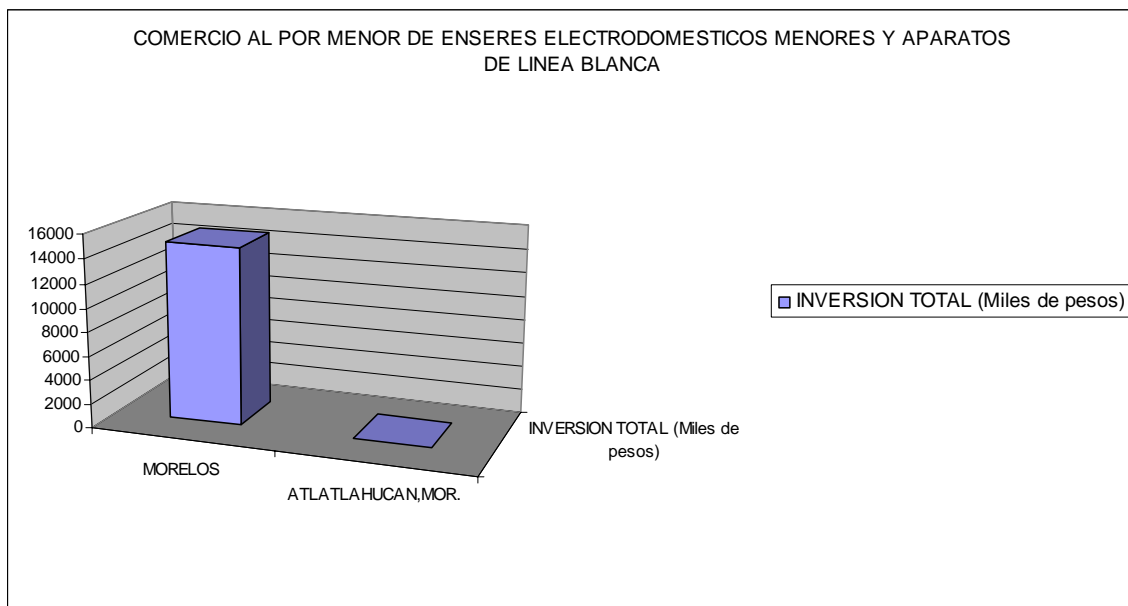 COMERCIO AL POR MENOR DE ENSERES ELECTRODOMESTICOS MENORES Y APARATOS
DE LINEA BLANCA
16000
14000
12000
10000
8000
6000
4000
2000
0
MORELOS
ATLATLAHUCAN,MOR.
INVERSION TOTAL (Miles de
pesos)
INVERSION TOTAL (Miles de pesos)